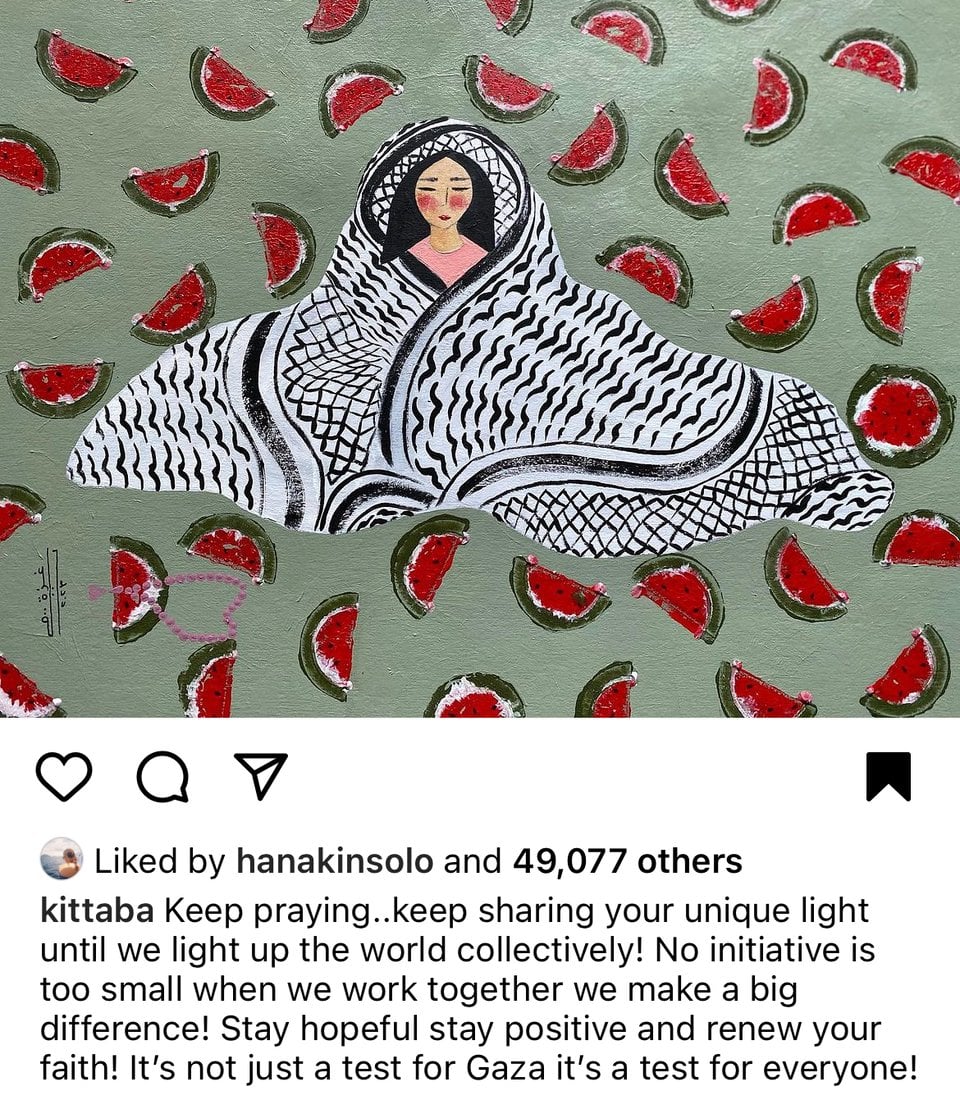 Liked by hanakinsolo and 49,077 others
kittaba Keep praying..keep sharing your unique light
until we light up the world collectively! No initiative is
too small when we work together we make a big
difference! Stay hopeful stay positive and renew your
faith! It’s not just a test for Gaza it’s a test for everyone!